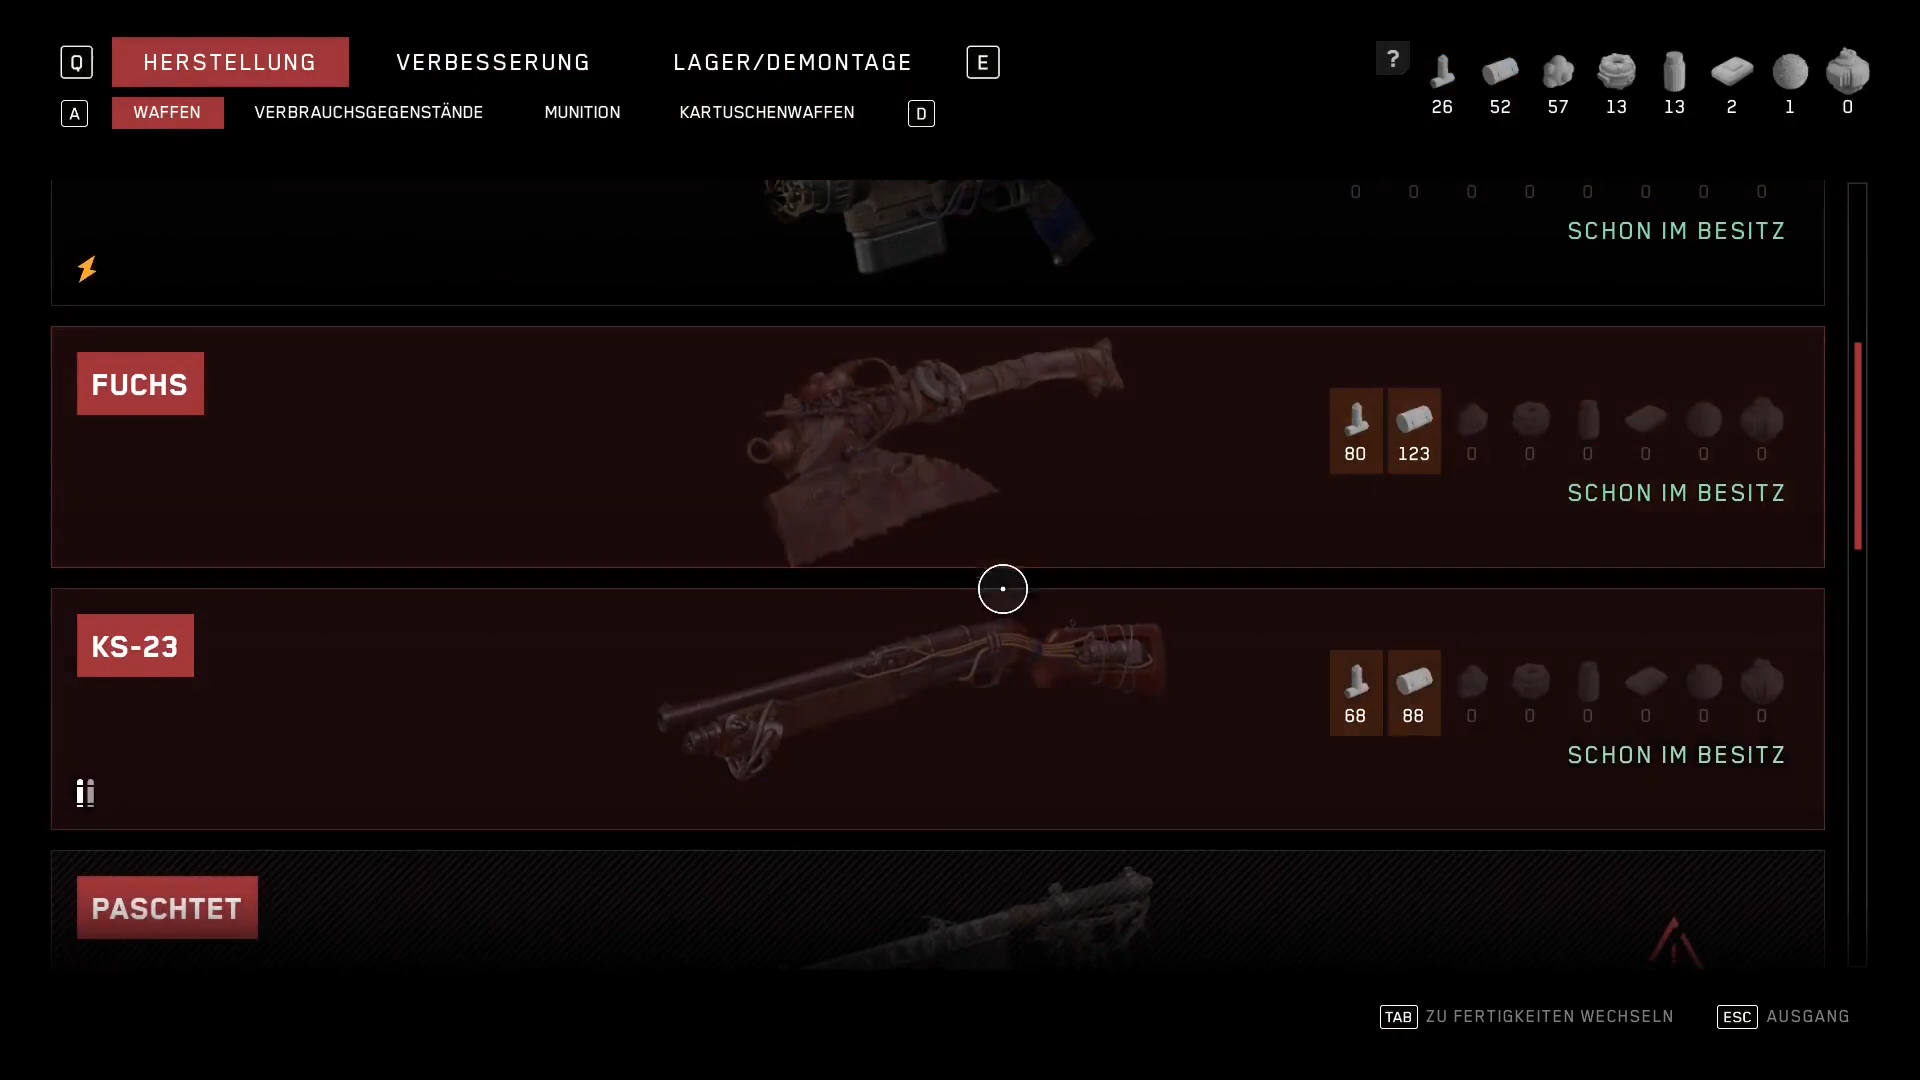 Q HERSTELLUNG VERBESSERUNG LAGER/DEMONTAGE E
A WAFFEN VERBRAUCHSGEGENSTÄNDE MUNITION KARTUSCHENWAFFEN D
?
26 52 57 13 13 2 1 0
0 0 0 0 0 0 0 0
SCHON IM BESITZ
FUCHS
80 123 0 0 0 0 0 0
SCHON IM BESITZ
KS-23
68 88 0 0 0 0 0 0
SCHON IM BESITZ
PASCHTET
TAB ZU FERTIGKEITEN WECHSELN ESC AUSGANG